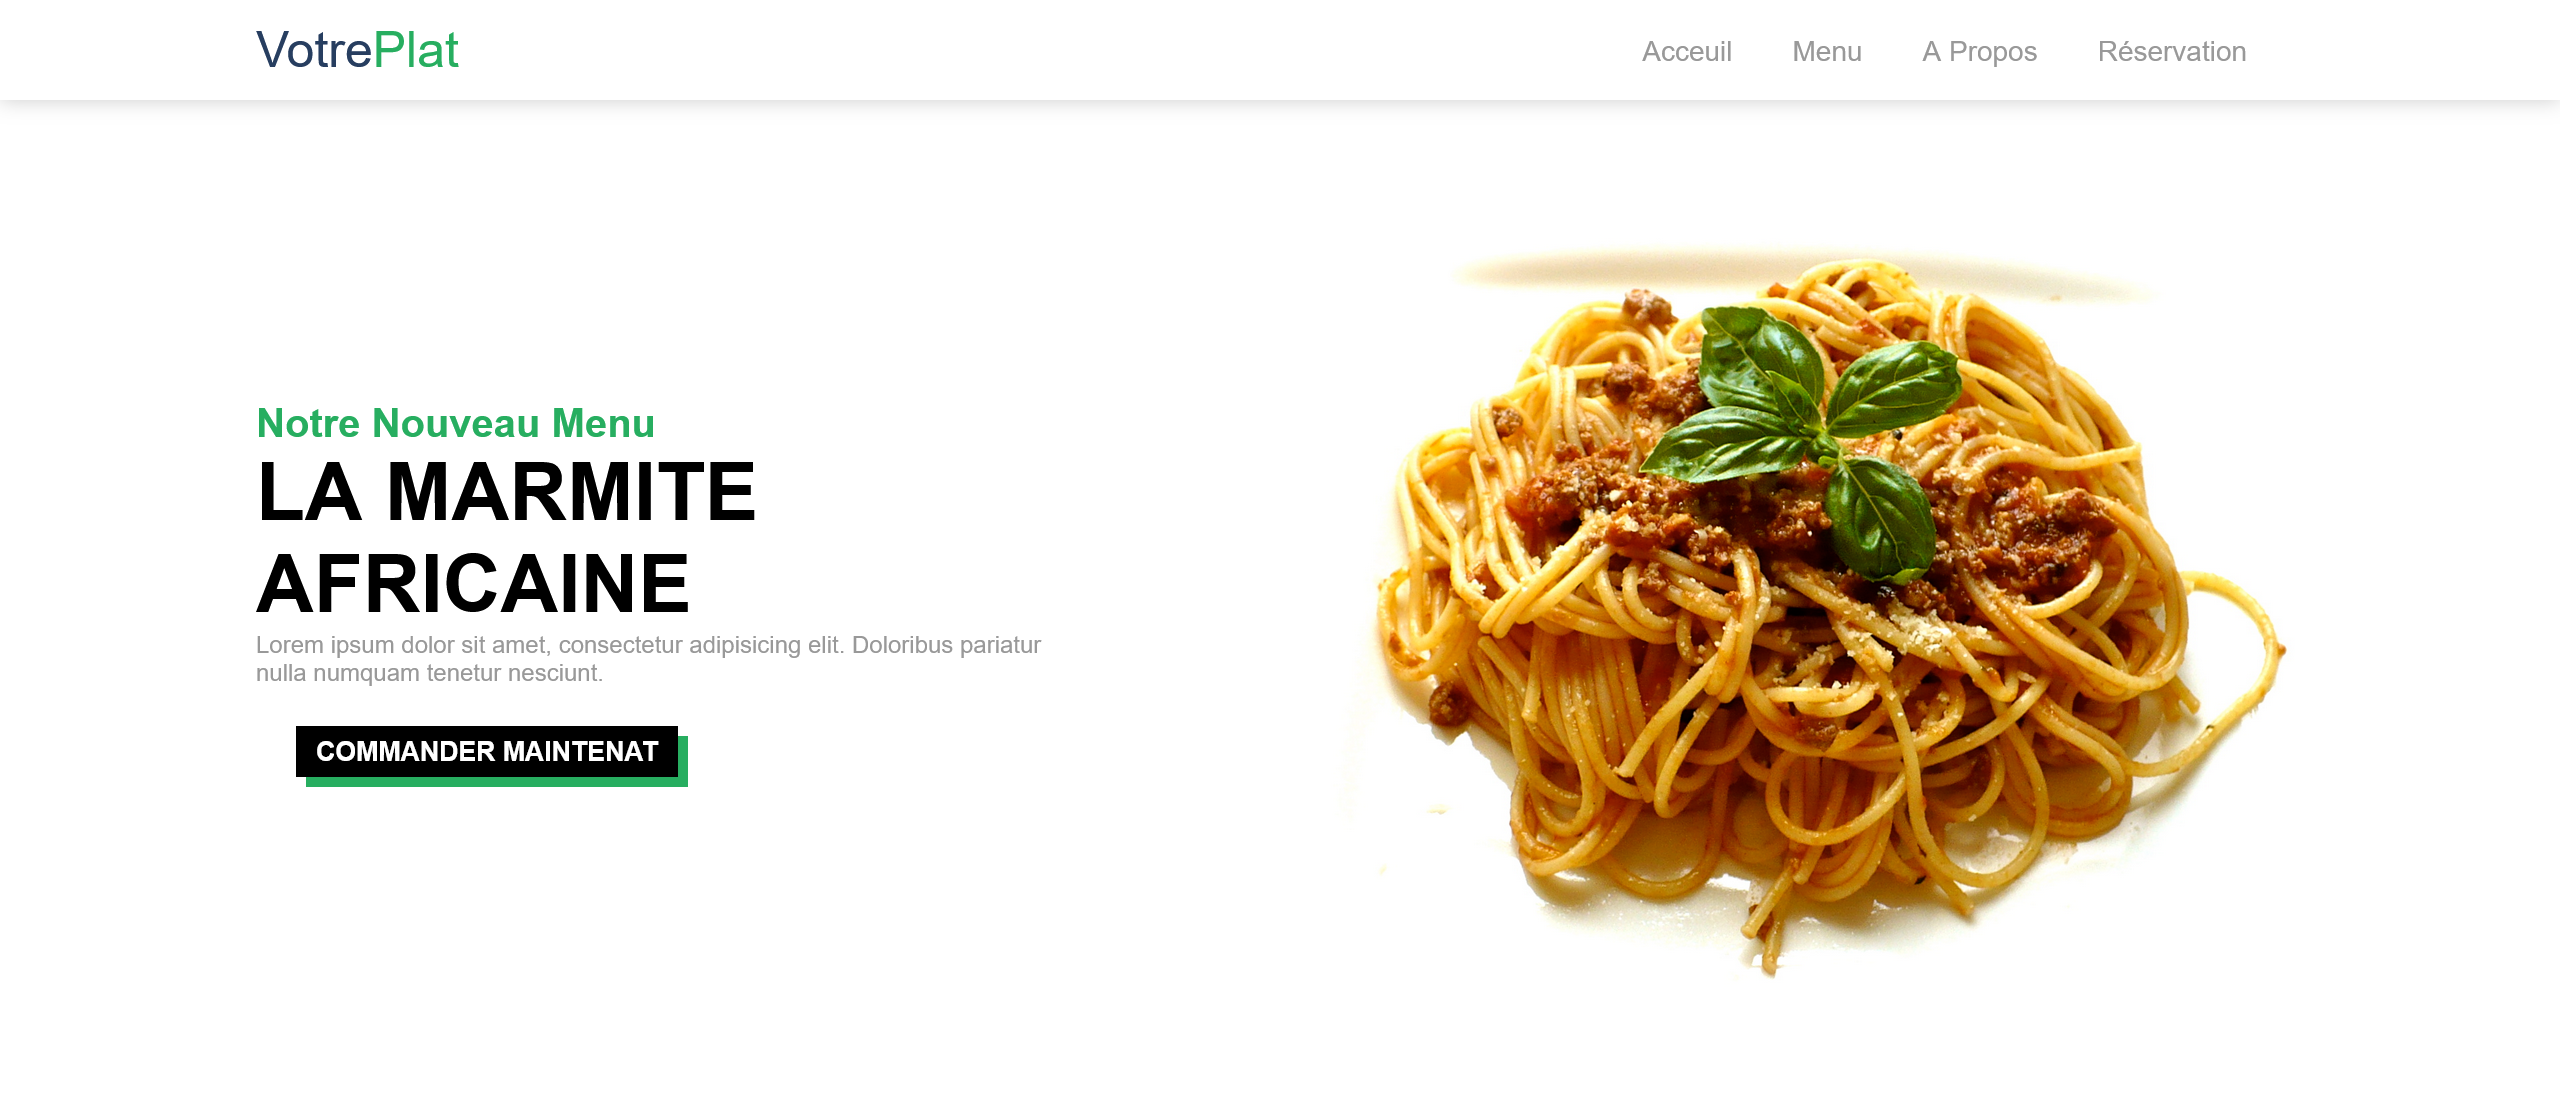 VotrePlat
Acceuil Menu A Propos Réservation
Notre Nouveau Menu
LA MARMITE
AFRICAINE
Lorem ipsum dolor sit amet, consectetur adipisicing elit. Doloribus pariatur
nulla numquam tenetur nesciunt.
COMMANDER MAINTENAT